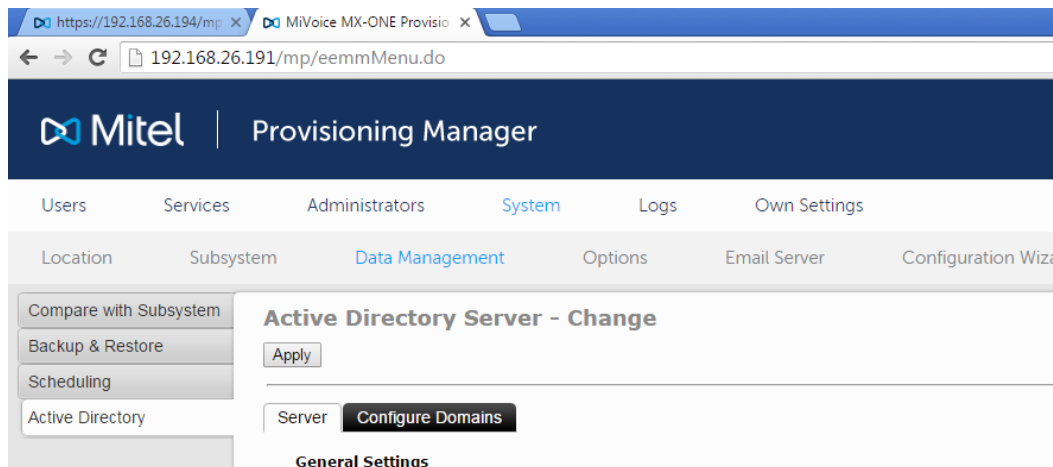 https://192.168.26.194/mp
MiVoice MX-ONE Provisio
192.168.26.191/mp/eemmMenu.do
Mitel | Provisioning Manager
Users Services Administrators System Logs Own Settings
Location Subsystem Data Management Options Email Server Configuration Wiza
Compare with Subsystem
Backup & Restore
Scheduling
Active Directory
Active Directory Server - Change
Apply
Server Configure Domains
General Settings